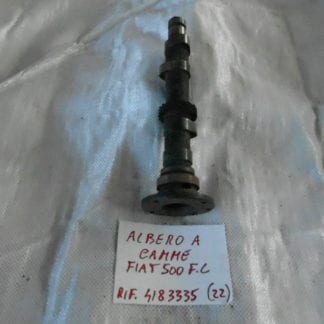 ALBERO A
CAMME
FIAT 500 F.L
RIF. 4183335 (22)